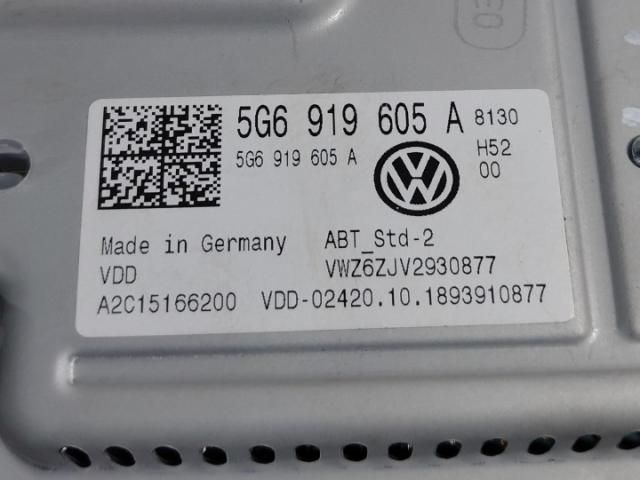 5G6 919 605 A 8130
5G6 919 605 A
H52
00
Made in Germany ABT_Std-2
VDD VWZ6ZJV2930877
A2C15166200 VDD-02420.10.1893910877